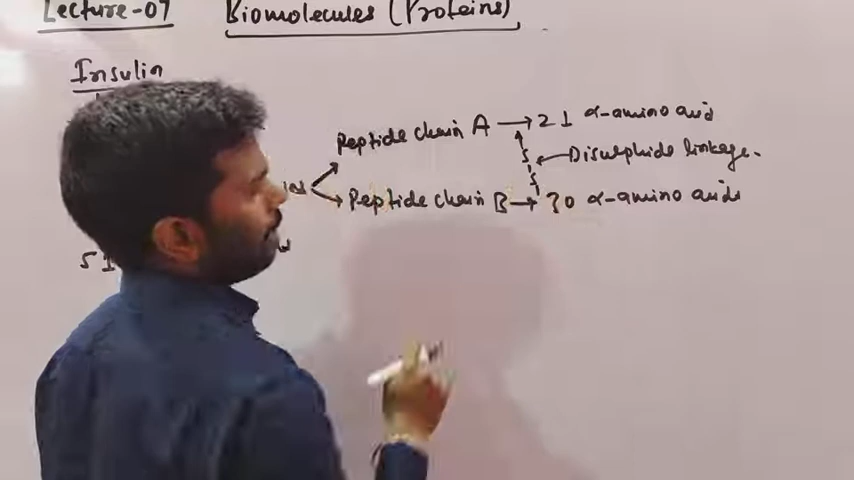 Lecture-07 Biomolecules (Proteins)
Insulin
Peptide chain A → 21 α-amino acid
S
Disulphide linkage.
S
Peptide chain B → 30 α-amino acids
51